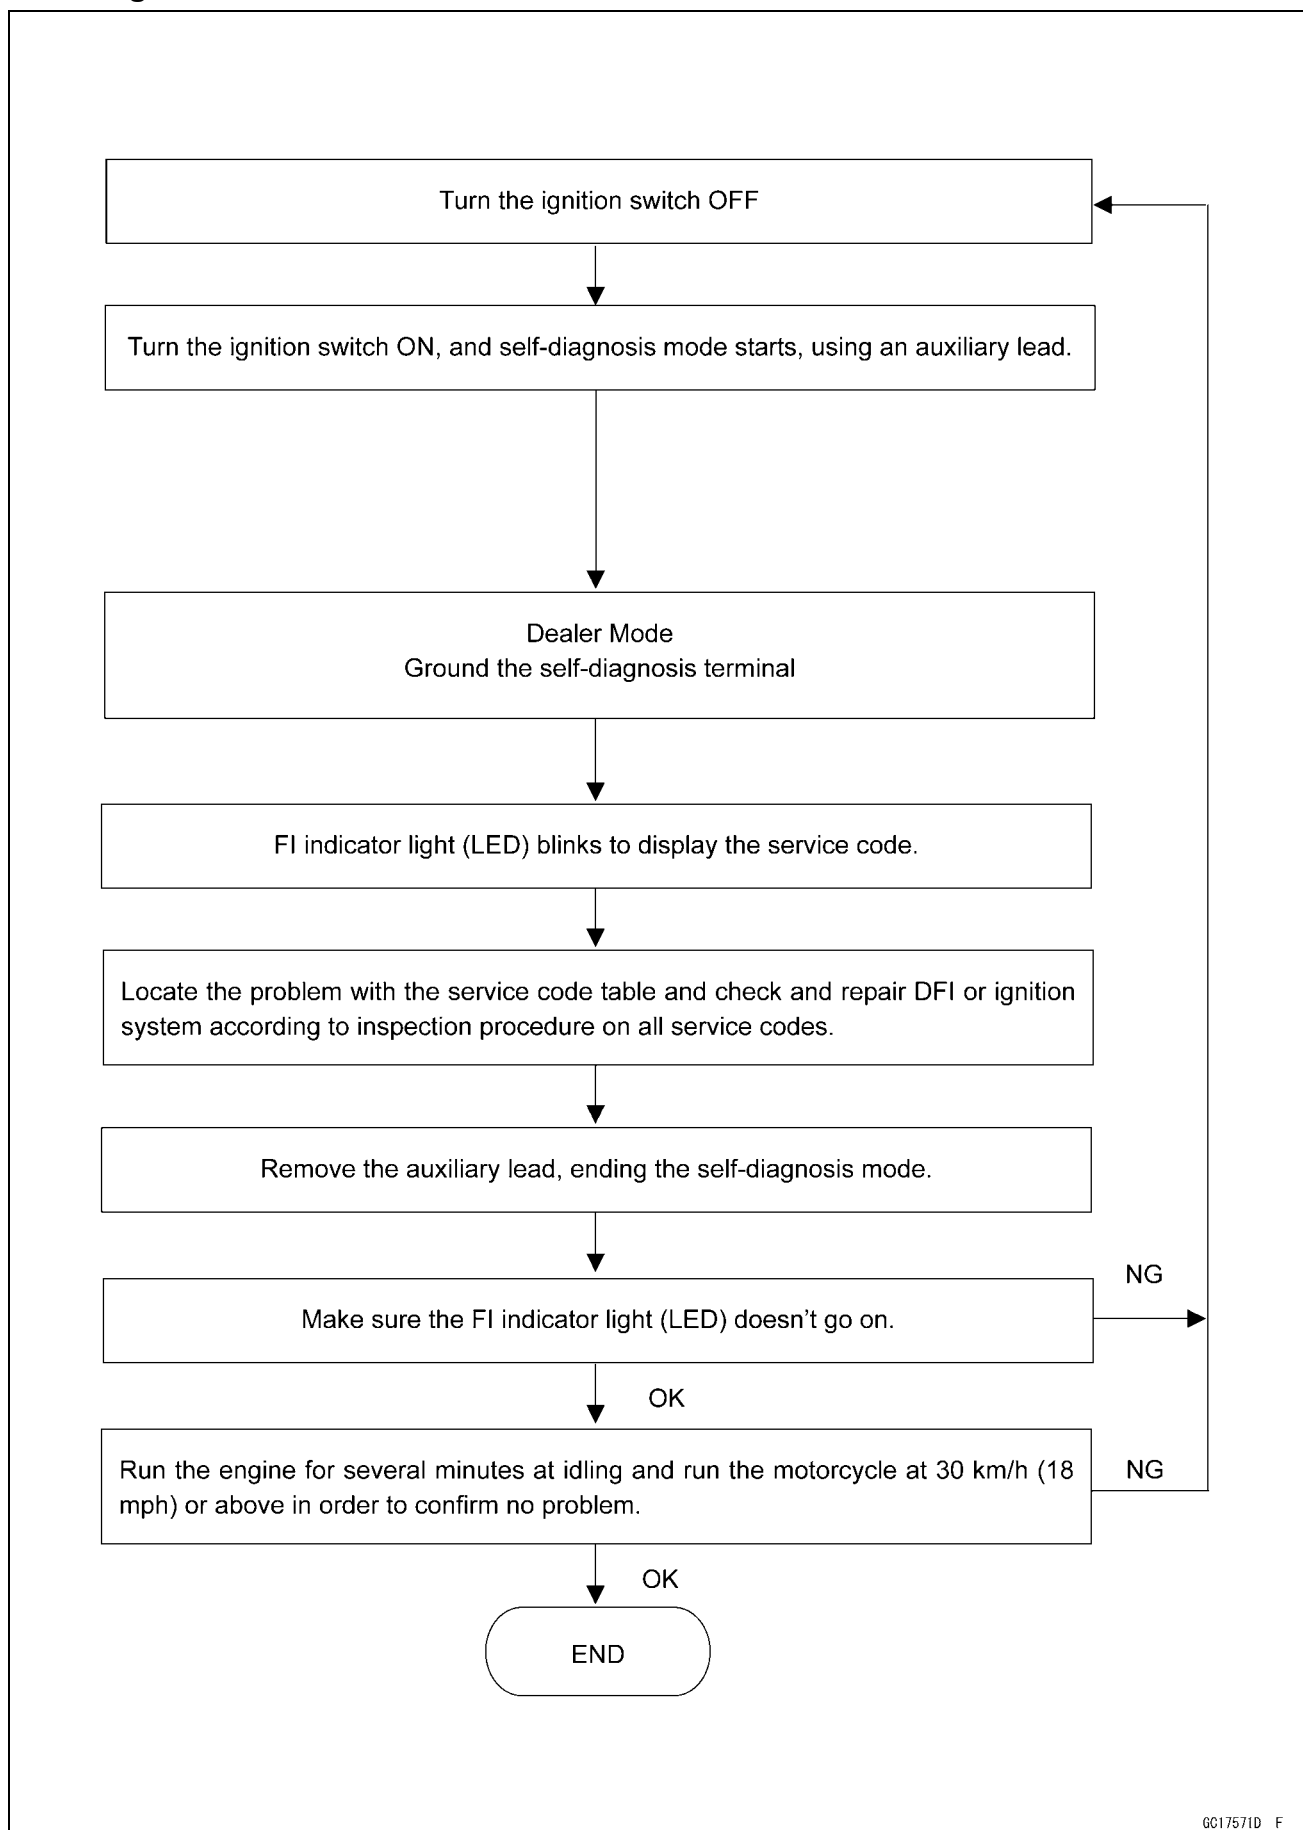 Turn the ignition switch OFF
Turn the ignition switch ON, and self-diagnosis mode starts, using an auxiliary lead.
Dealer Mode
Ground the self-diagnosis terminal
FI indicator light (LED) blinks to display the service code.
Locate the problem with the service code table and check and repair DFI or ignition
system according to inspection procedure on all service codes.
Remove the auxiliary lead, ending the self-diagnosis mode.
NG
Make sure the FI indicator light (LED) doesn't go on.
OK
Run the engine for several minutes at idling and run the motorcycle at 30 km/h (18
mph) or above in order to confirm no problem.
NG
OK
END
GC17571D F